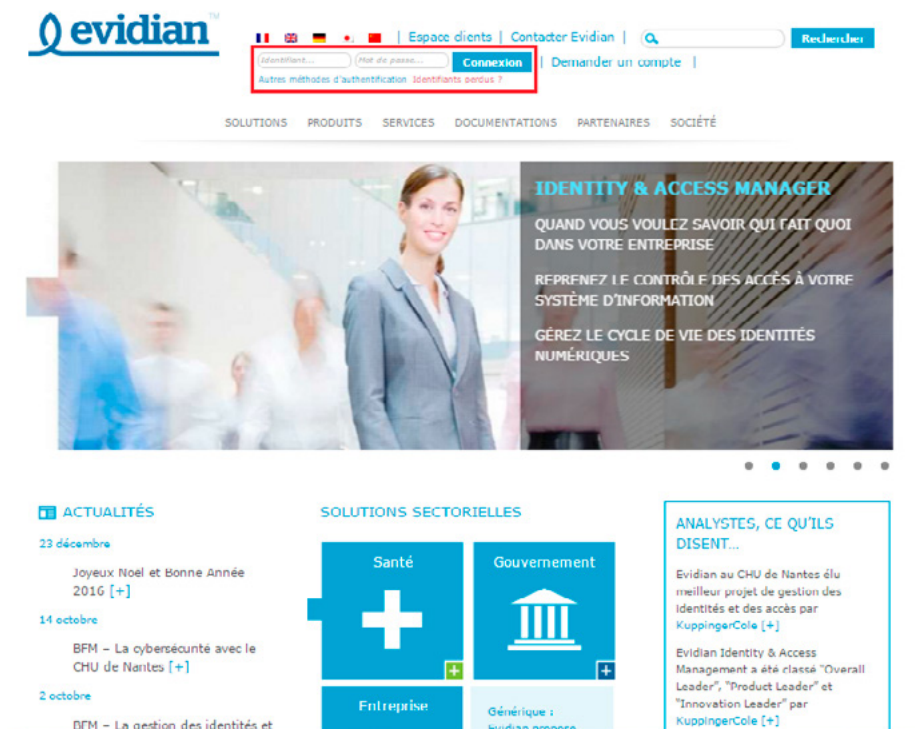 evidian™
| Espace clients | Contacter Evidian |
Rechercher
Identifiant...
Mot de passe...
Connexion
| Demander un compte |
Autres méthodes d'authentification Identifiants perdus ?
SOLUTIONS PRODUITS SERVICES DOCUMENTATIONS PARTENAIRES SOCIÉTÉ
IDENTITY & ACCESS MANAGER
QUAND VOUS VOULEZ SAVOIR QUI FAIT QUOI
DANS VOTRE ENTREPRISE
REPRENEZ LE CONTRÔLE DES ACCÈS À VOTRE
SYSTÈME D'INFORMATION
GÉREZ LE CYCLE DE VIE DES IDENTITÉS
NUMÉRIQUES
ACTUALITÉS
23 décembre
Joyeux Noël et Bonne Année
2016 [+]
14 octobre
BFM – La cybersécurité avec le
CHU de Nantes [+]
2 octobre
BFM – La gestion des identités et
SOLUTIONS SECTORIELLES
Santé
Gouvernement
Entreprise
Générique :
Evidian propose
ANALYSTES, CE QU'ILS
DISENT...
Evidian au CHU de Nantes élu
meilleur projet de gestion des
identités et des accès par
KuppingerCole [+]
Evidian Identity & Access
Management a été classé "Overall
Leader", "Product Leader" et
"Innovation Leader" par
KuppingerCole [+]